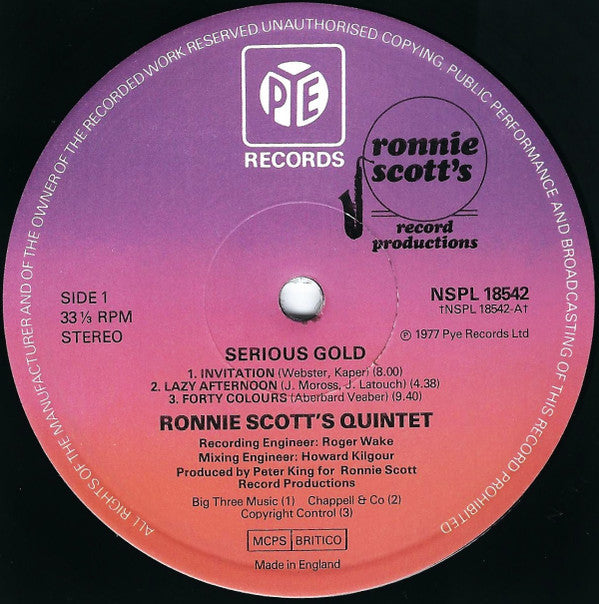 ALL RIGHTS OF THE MANUFACTURER AND OF THE OWNER OF THE RECORDED WORK RESERVED. UNAUTHORISED COPYING, PUBLIC PERFORMANCE AND BROADCASTING OF THIS RECORD PROHIBITED
PYE
RECORDS
ronnie
scott's
record
productions
SIDE 1
33⅓ RPM
STEREO
NSPL 18542
†NSPL 18542-A†
℗ 1977 Pye Records Ltd
SERIOUS GOLD
1. INVITATION (Webster, Kaper) (8.00)
2. LAZY AFTERNOON (J. Moross, J. Latouch) (4.38)
3. FORTY COLOURS (Aberbard Veaber) (9.40)
RONNIE SCOTT'S QUINTET
Recording Engineer: Roger Wake
Mixing Engineer: Howard Kilgour
Produced by Peter King for Ronnie Scott
Record Productions
Big Three Music (1) Chappell & Co (2)
Copyright Control (3)
MCPS BRITICO
Made in England